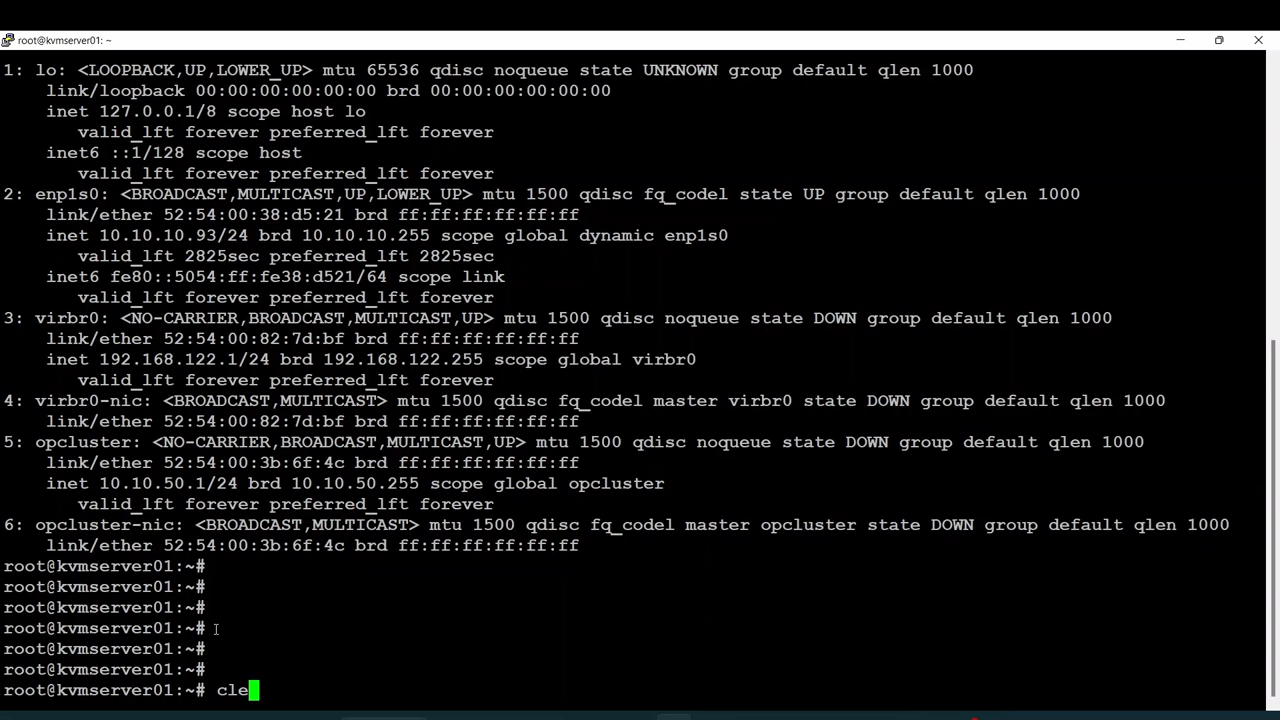 root@kvmserver01: ~
1: lo: <LOOPBACK,UP,LOWER_UP> mtu 65536 qdisc noqueue state UNKNOWN group default qlen 1000
link/loopback 00:00:00:00:00:00 brd 00:00:00:00:00:00
inet 127.0.0.1/8 scope host lo
valid_lft forever preferred_lft forever
inet6 ::1/128 scope host
valid_lft forever preferred_lft forever
2: enp1s0: <BROADCAST,MULTICAST,UP,LOWER_UP> mtu 1500 qdisc fq_codel state UP group default qlen 1000
link/ether 52:54:00:38:d5:21 brd ff:ff:ff:ff:ff:ff
inet 10.10.10.93/24 brd 10.10.10.255 scope global dynamic enp1s0
valid_lft 2825sec preferred_lft 2825sec
inet6 fe80::5054:ff:fe38:d521/64 scope link
valid_lft forever preferred_lft forever
3: virbr0: <NO-CARRIER,BROADCAST,MULTICAST,UP> mtu 1500 qdisc noqueue state DOWN group default qlen 1000
link/ether 52:54:00:82:7d:bf brd ff:ff:ff:ff:ff:ff
inet 192.168.122.1/24 brd 192.168.122.255 scope global virbr0
valid_lft forever preferred_lft forever
4: virbr0-nic: <BROADCAST,MULTICAST> mtu 1500 qdisc fq_codel master virbr0 state DOWN group default qlen 1000
link/ether 52:54:00:82:7d:bf brd ff:ff:ff:ff:ff:ff
5: opcluster: <NO-CARRIER,BROADCAST,MULTICAST,UP> mtu 1500 qdisc noqueue state DOWN group default qlen 1000
link/ether 52:54:00:3b:6f:4c brd ff:ff:ff:ff:ff:ff
inet 10.10.50.1/24 brd 10.10.50.255 scope global opcluster
valid_lft forever preferred_lft forever
6: opcluster-nic: <BROADCAST,MULTICAST> mtu 1500 qdisc fq_codel master opcluster state DOWN group default qlen 1000
link/ether 52:54:00:3b:6f:4c brd ff:ff:ff:ff:ff:ff
root@kvmserver01:~#
root@kvmserver01:~#
root@kvmserver01:~#
root@kvmserver01:~#
root@kvmserver01:~#
root@kvmserver01:~#
root@kvmserver01:~# cle